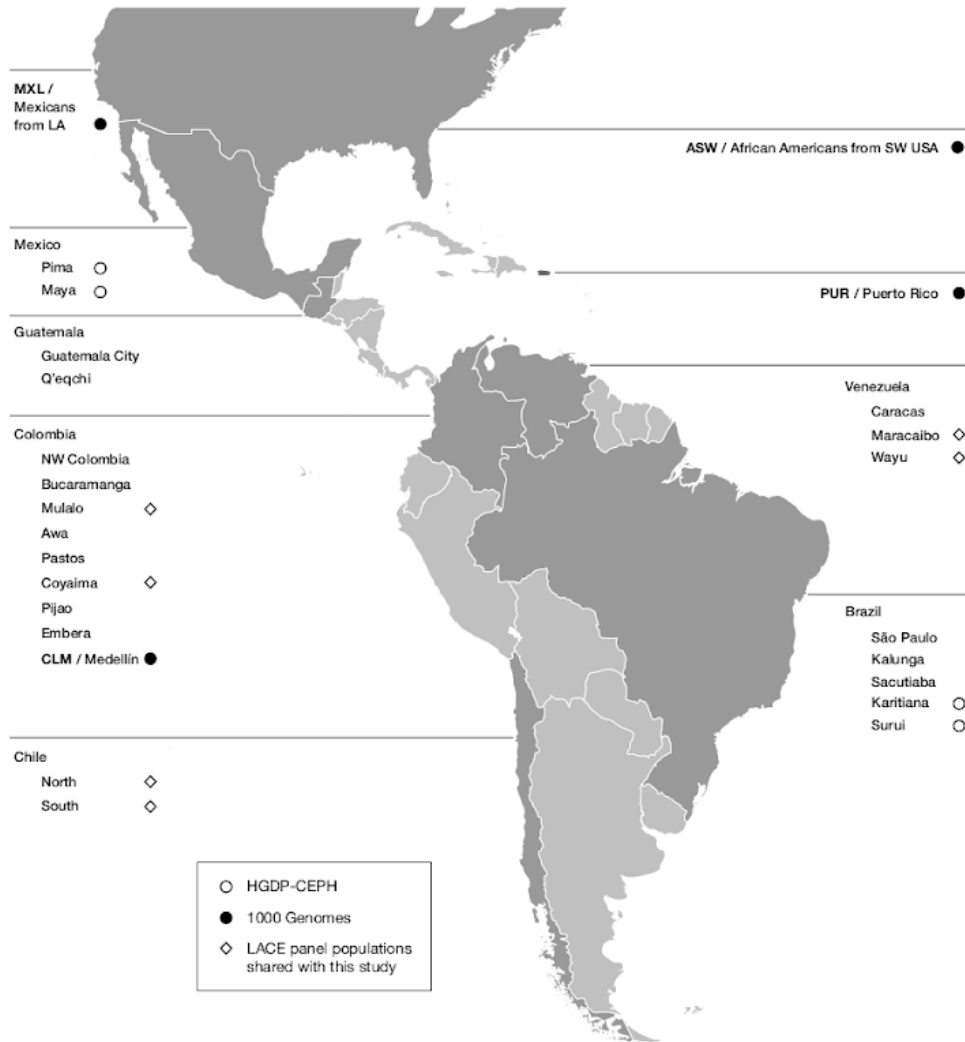 MXL /
Mexicans
from LA
ASW / African Americans from SW USA
Mexico
Pima
Maya
PUR / Puerto Rico
Guatemala
Guatemala City
Q'eqchi
Venezuela
Caracas
Maracaibo
Wayu
Colombia
NW Colombia
Bucaramanga
Mulalo
Awa
Pastos
Coyaima
Pijao
Embera
CLM / Medellín
Brazil
São Paulo
Kalunga
Sacutiaba
Karitiana
Surui
Chile
North
South
HGDP-CEPH
1000 Genomes
LACE panel populations
shared with this study